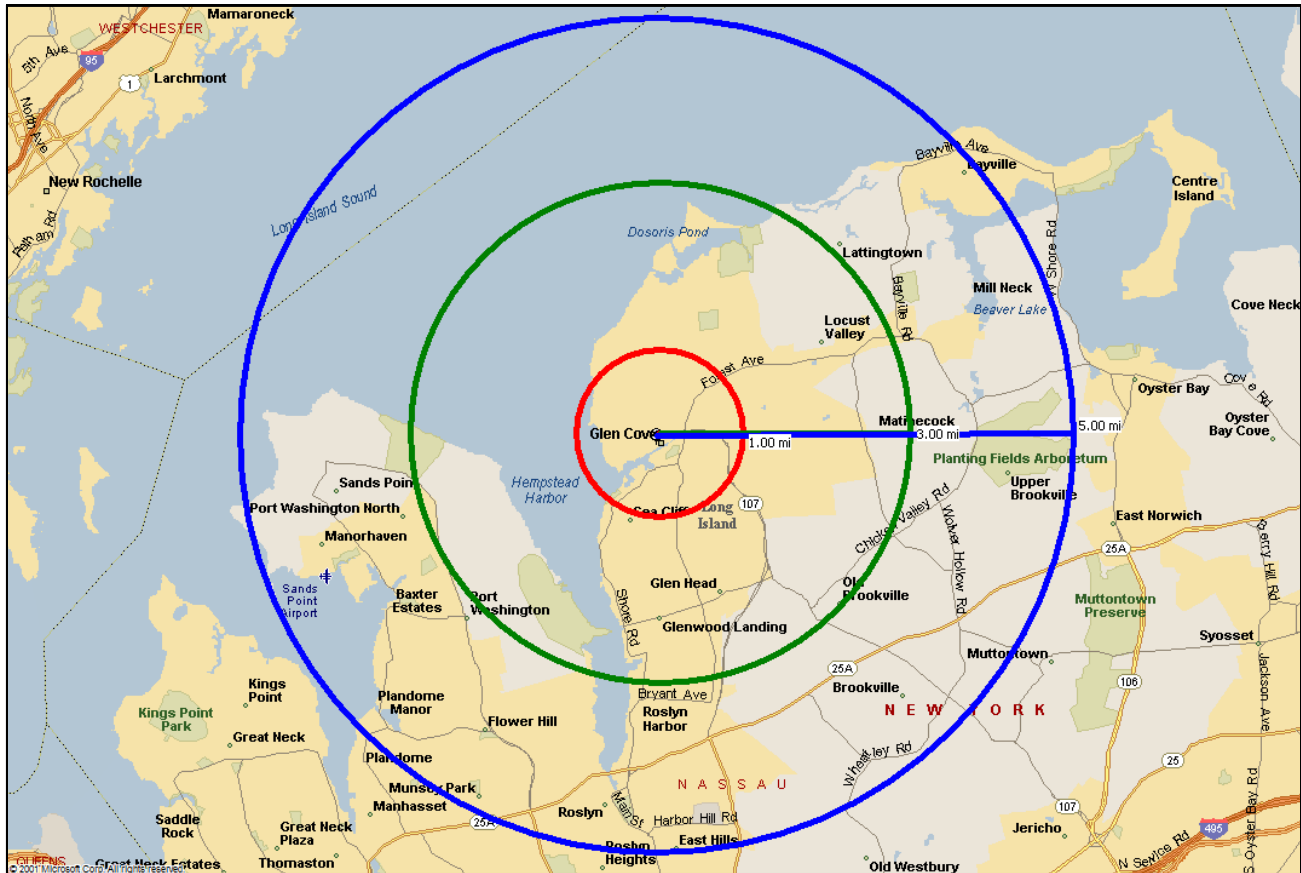 Mamaroneck
WESTCHESTER
5th Ave
95
Larchmont
1
North Ave
New Rochelle
Pelham Rd
Long Island Sound
Bayville Ave
Bayville
Centre
Island
Dosoris Pond
Lattingtown
W Shore Rd
Mill Neck
Beaver Lake
Cove Neck
Bayville Rd
Locust
Valley
Forest Ave
Oyster Bay
Cove Rd
Oyster
Bay Cove
Glen Cove
Matinecock
1.00 mi
3.00 mi
5.00 mi
Planting Fields Arboretum
Upper
Brookville
Hempstead
Harbor
Sands Point
Port Washington North
Manorhaven
Sea Cliff
Long
Island
107
Chicken Valley Rd
Wolver Hollow Rd
East Norwich
25A
Berry Hill Rd
Sands
Point
Airport
Baxter
Estates
Port
Washington
Shore Rd
Glen Head
Glenwood Landing
Old
Brookville
Muttontown
Preserve
Syosset
Muttontown
25A
106
Jackson Ave
Kings
Point
Kings Point
Park
Great Neck
Plandome
Manor
Flower Hill
Bryant Ave
Roslyn
Harbor
Brookville
NEW YORK
Wheatley Rd
Plandome
Munsey Park
Manhasset
25A
NASSAU
Roslyn
Main St
Harbor Hill Rd
East Hills
Roslyn
Heights
25
107
Jericho
495
N Service Rd
S Oyster Bay Rd
Old Westbury
Saddle
Rock
Great Neck
Plaza
Thomaston
Great Neck Estates
QUEENS
© 2001 Microsoft Corp. All rights reserved.